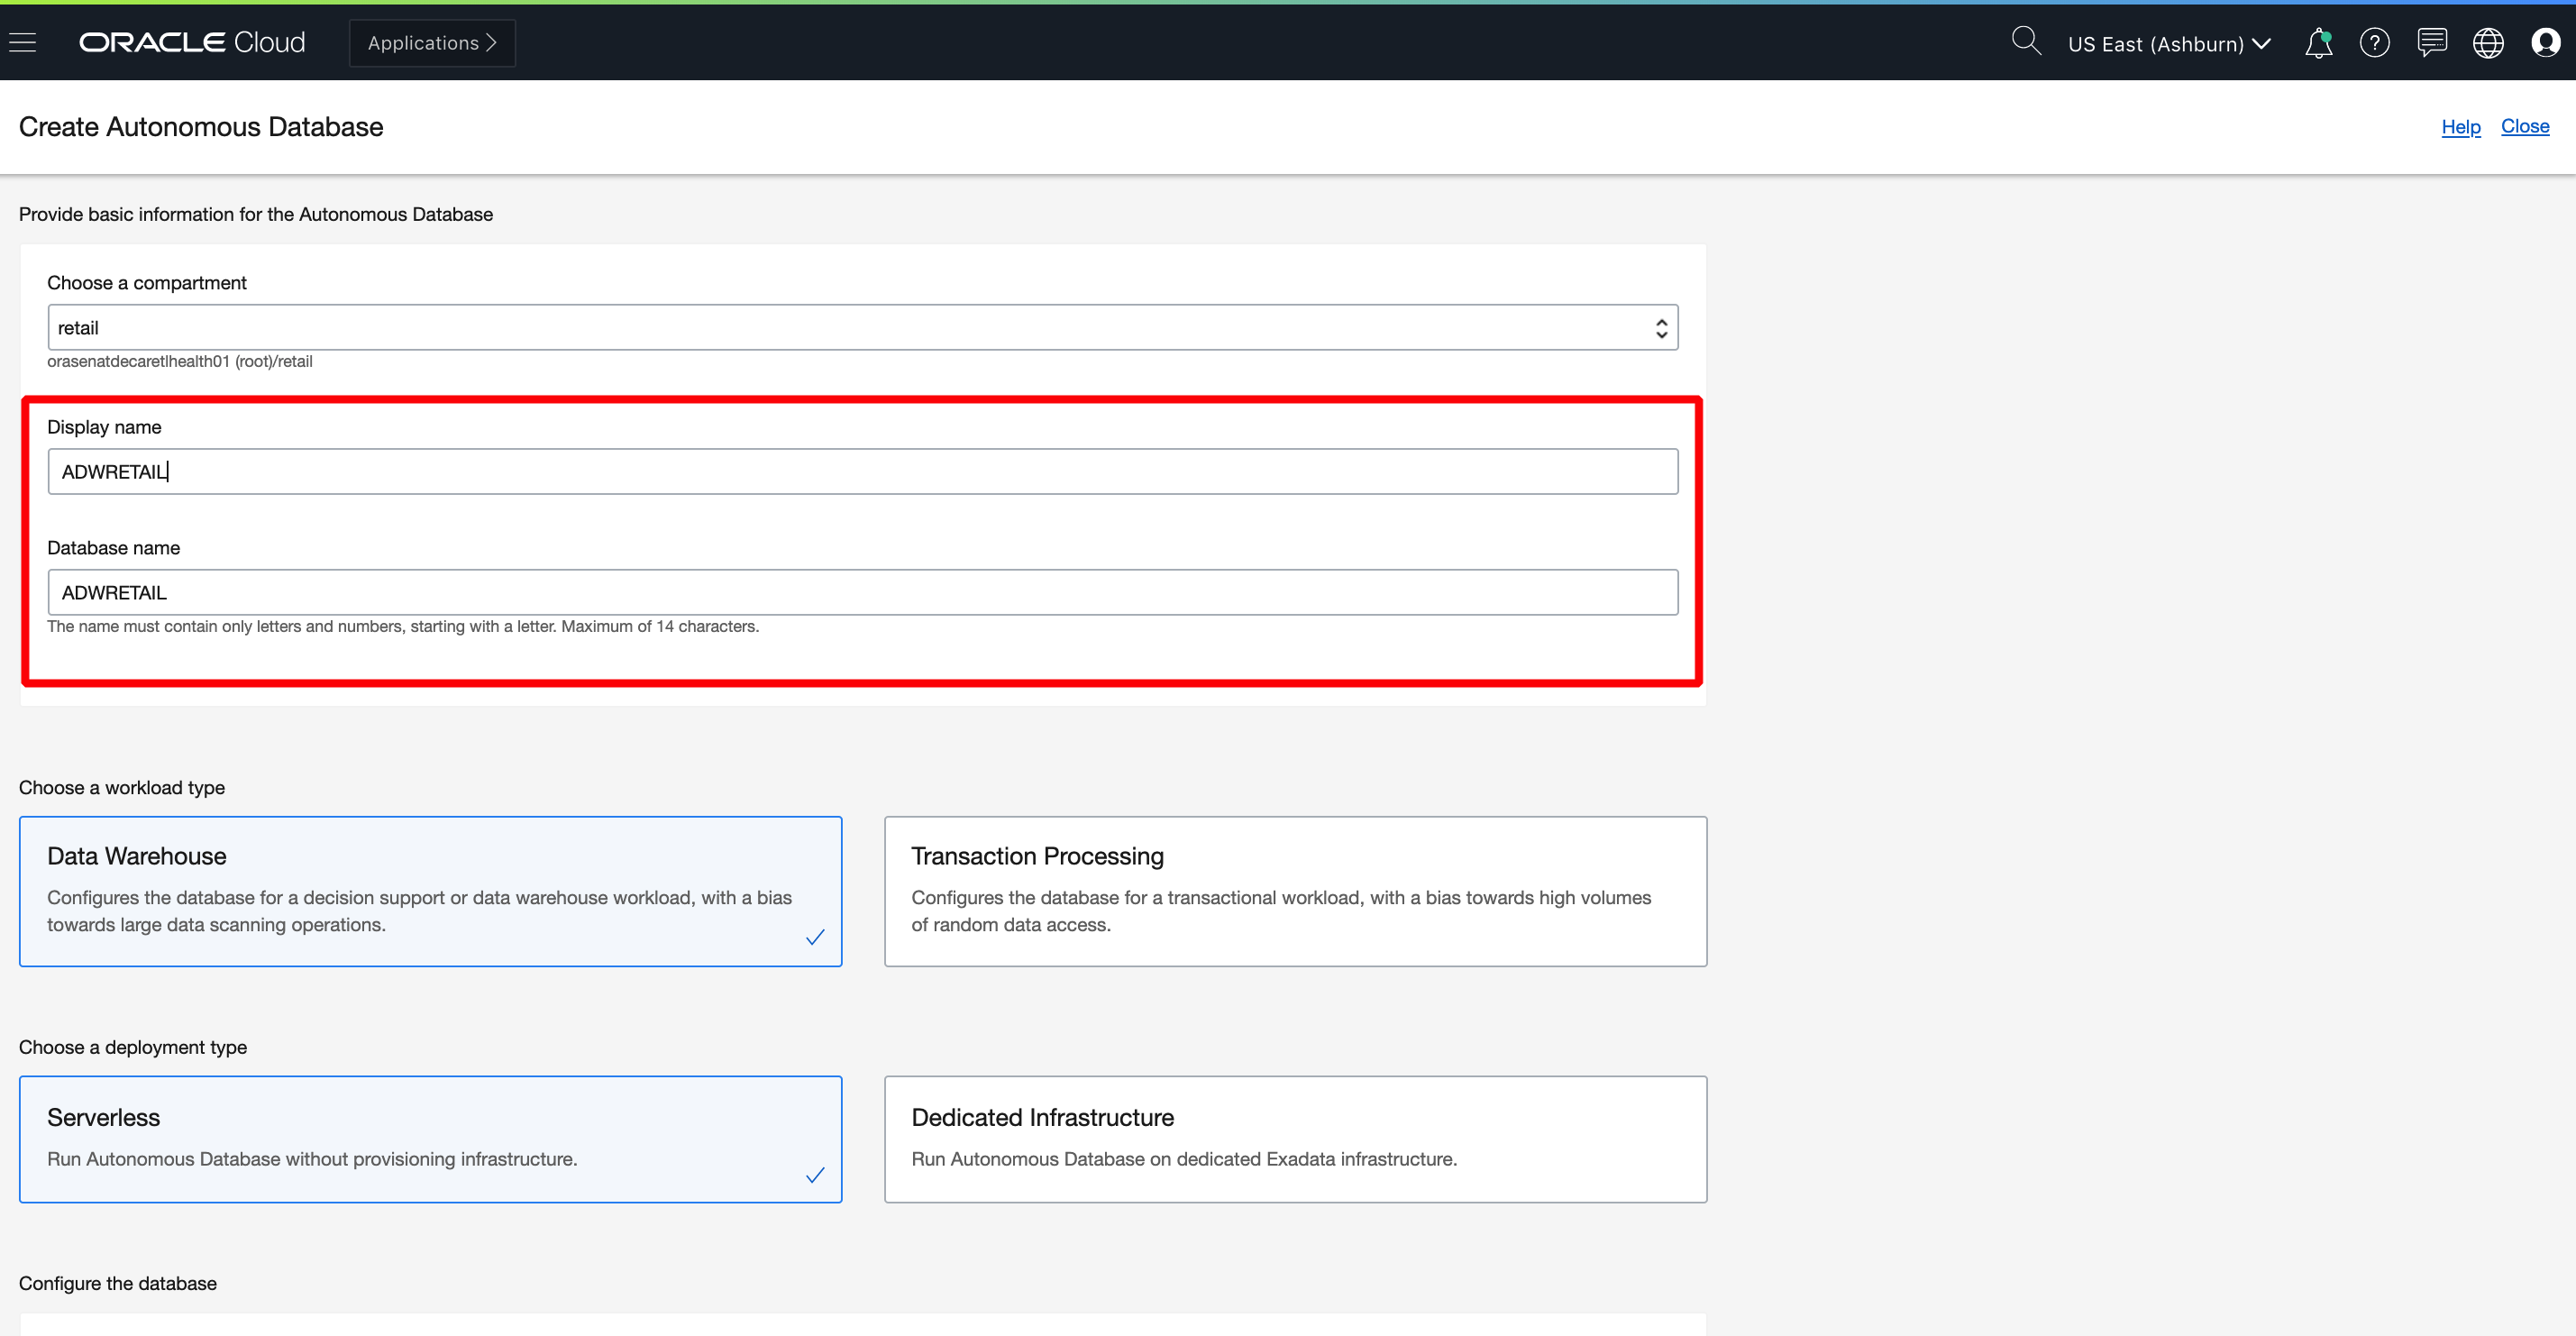 ORACLE Cloud
Applications
US East (Ashburn)
Create Autonomous Database
Help
Close
Provide basic information for the Autonomous Database
Choose a compartment
retail
orasenatdecaretlhealth01 (root)/retail
Display name
ADWRETAIL
Database name
ADWRETAIL
The name must contain only letters and numbers, starting with a letter. Maximum of 14 characters.
Choose a workload type
Data Warehouse
Configures the database for a decision support or data warehouse workload, with a bias
towards large data scanning operations.
Transaction Processing
Configures the database for a transactional workload, with a bias towards high volumes
of random data access.
Choose a deployment type
Serverless
Run Autonomous Database without provisioning infrastructure.
Dedicated Infrastructure
Run Autonomous Database on dedicated Exadata infrastructure.
Configure the database